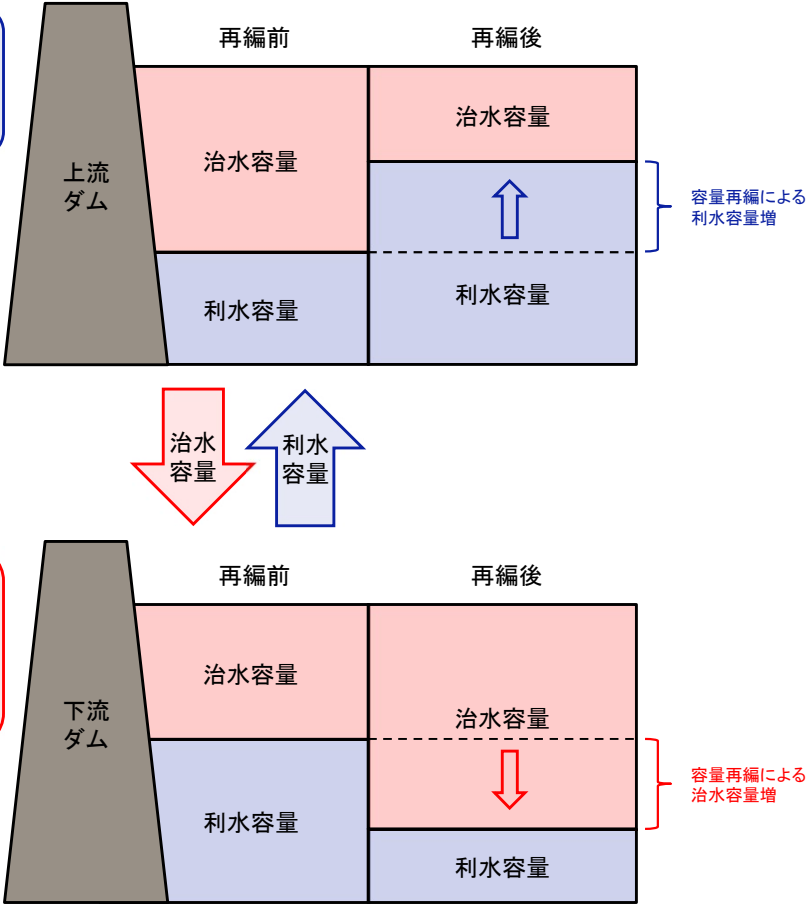 再編前
再編後
上流
ダム
治水容量
治水容量
利水容量
利水容量
容量再編による
利水容量増
治水
容量
利水
容量
再編前
再編後
下流
ダム
治水容量
治水容量
利水容量
利水容量
容量再編による
治水容量増